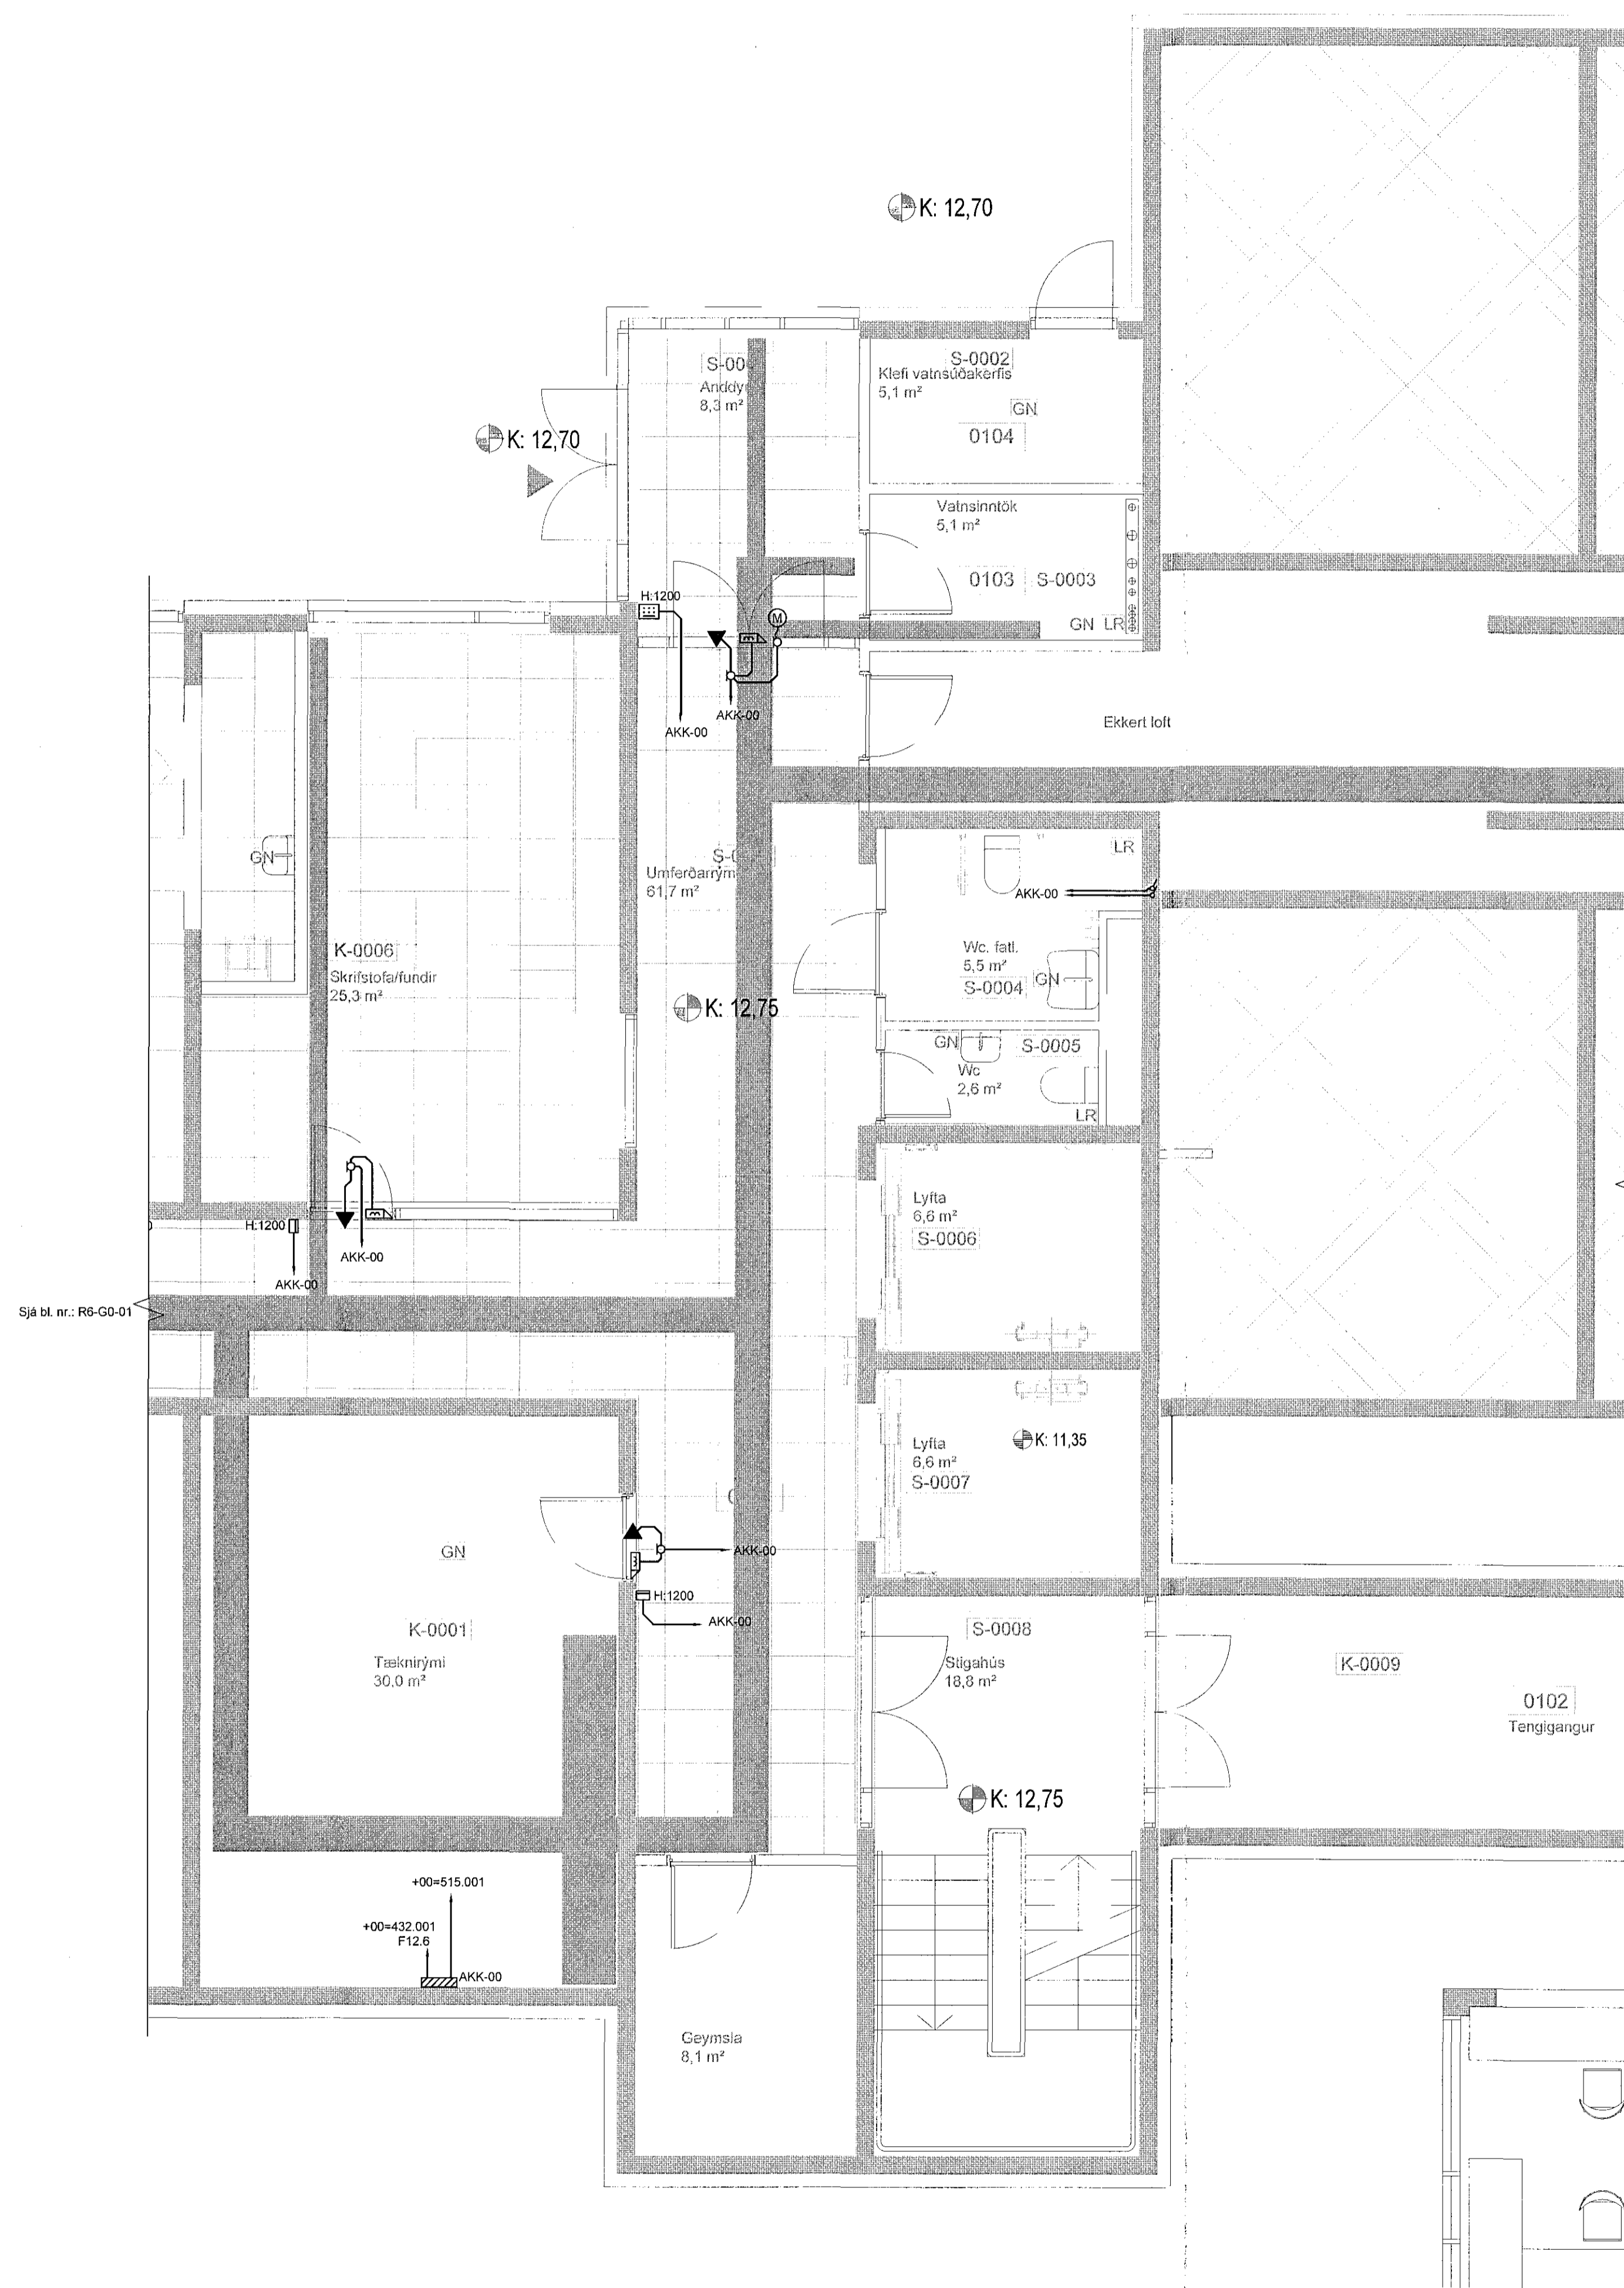 K: 12,70
S-0002
Klefi vatnsúðakerfis
5,1 m²
GN
0104
S-00
8,3 m²
K: 12,70
Vatnsinntök
5,1 m²
0103
S-0003
GN
LR
H:1200
M
AKK-00
AKK-00
Ekkert loft
GN
LR
61,7 m²
AKK-00
K-0006
Skrifstofa/fundir
25,3 m²
Wc. fatl.
5,5 m²
S-0004
GN
K: 12,75
GN
S-0005
Wc
2,6 m²
LR
Lyfta
6,6 m²
S-0006
H:1200
AKK-00
AKK-00
Sjá bl. nr.: R6-G0-01
Lyfta
6,6 m²
S-0007
K: 11,35
GN
AKK-00
H:1200
AKK-00
K-0001
Tæknirými
30,0 m²
S-0008
Stigahús
18,8 m²
K-0009
0102
Tengigangur
K: 12,75
+00=515.001
+00=432.001
F12.6
AKK-00
Geymsla
8,1 m²